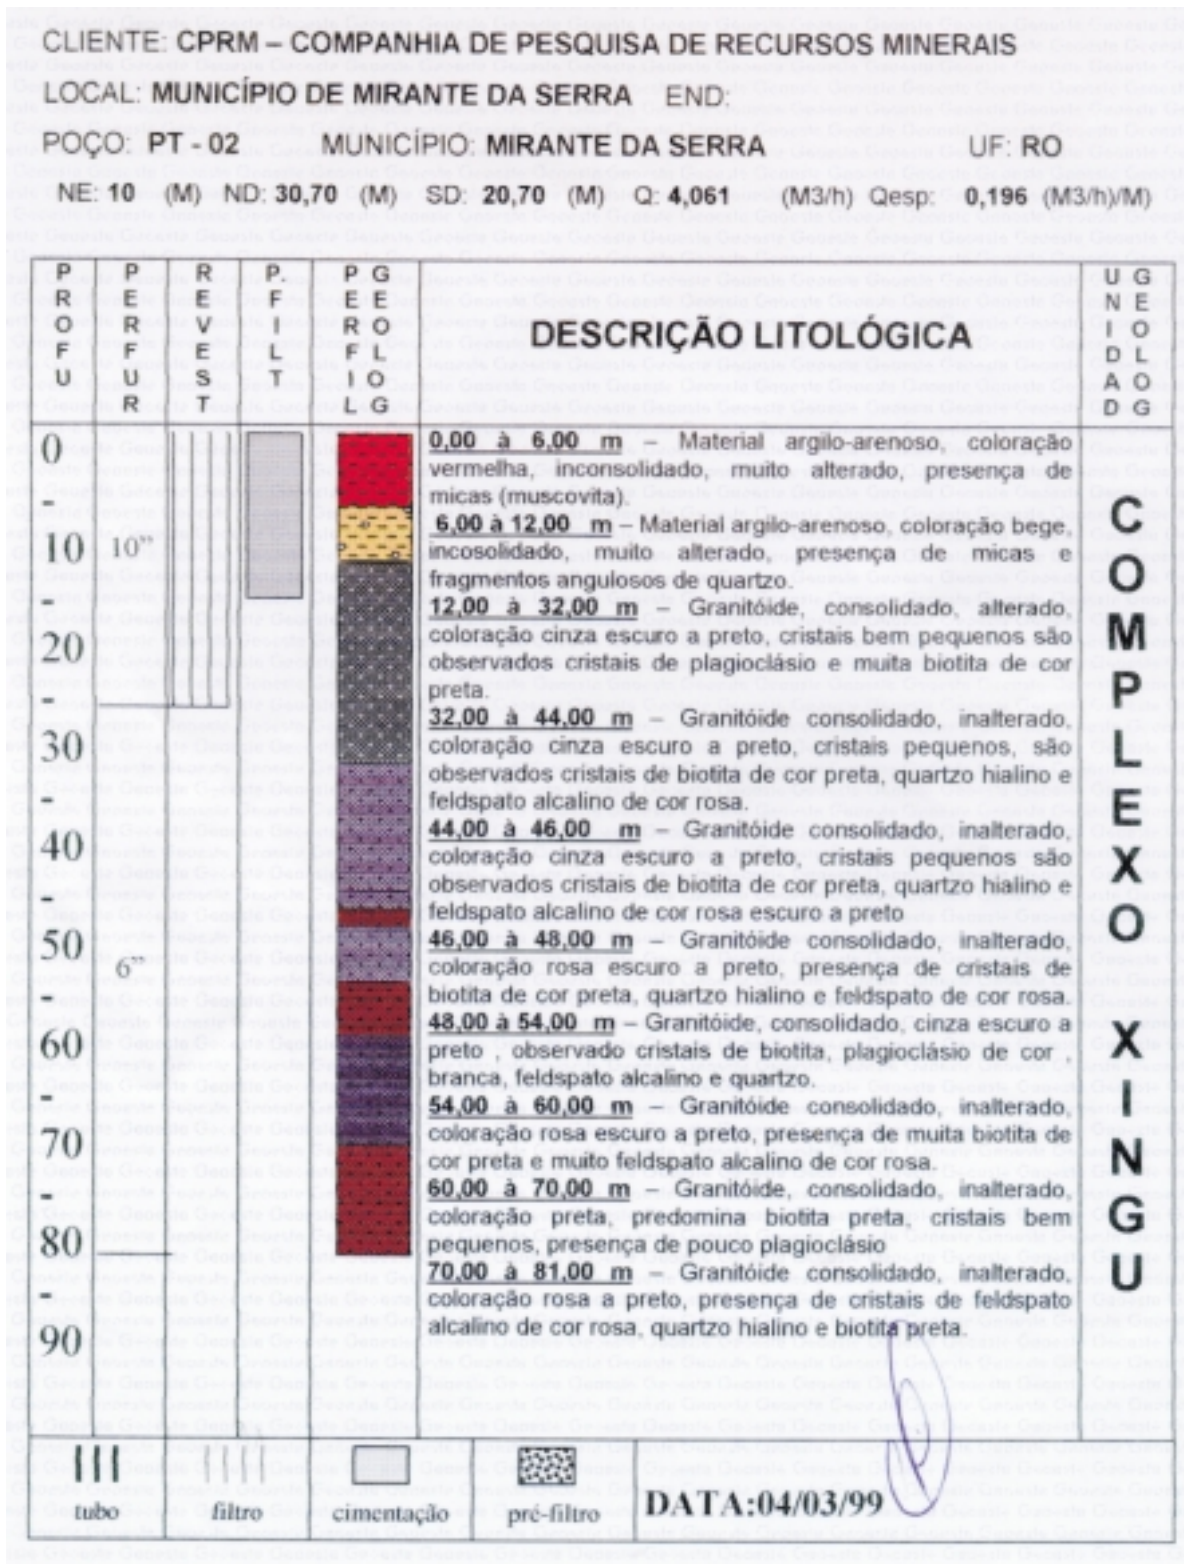 CLIENTE: CPRM – COMPANHIA DE PESQUISA DE RECURSOS MINERAIS
LOCAL: MUNICÍPIO DE MIRANTE DA SERRA END:
POÇO: PT - 02 MUNICÍPIO: MIRANTE DA SERRA UF: RO
NE: 10 (M) ND: 30,70 (M) SD: 20,70 (M) Q: 4,061 (M3/h) Qesp: 0,196 (M3/h)/M)
PROFU
PERFUR
REVEST
P. FILT
PERFIL GEOLOG
DESCRIÇÃO LITOLÓGICA
UNIDAD GEOLOG
0
10
-
20
-
30
-
40
-
50
-
60
-
70
-
80
-
90
10”
6”
0,00 à 6,00 m – Material argilo-arenoso, coloração
vermelha, inconsolidado, muito alterado, presença de
micas (muscovita).
6,00 à 12,00 m – Material argilo-arenoso, coloração bege,
incosolidado, muito alterado, presença de micas e
fragmentos angulosos de quartzo.
12,00 à 32,00 m – Granitóide, consolidado, alterado,
coloração cinza escuro a preto, cristais bem pequenos são
observados cristais de plagioclásio e muita biotita de cor
preta.
32,00 à 44,00 m – Granitóide consolidado, inalterado,
coloração cinza escuro a preto, cristais pequenos, são
observados cristais de biotita de cor preta, quartzo hialino e
feldspato alcalino de cor rosa.
44,00 à 46,00 m – Granitóide consolidado, inalterado,
coloração cinza escuro a preto, cristais pequenos são
observados cristais de biotita de cor preta, quartzo hialino e
feldspato alcalino de cor rosa escuro a preto
46,00 à 48,00 m – Granitóide consolidado, inalterado,
coloração rosa escuro a preto, presença de cristais de
biotita de cor preta, quartzo hialino e feldspato de cor rosa.
48,00 à 54,00 m – Granitóide, consolidado, cinza escuro a
preto , observado cristais de biotita, plagioclásio de cor ,
branca, feldspato alcalino e quartzo.
54,00 à 60,00 m – Granitóide consolidado, inalterado,
coloração rosa escuro a preto, presença de muita biotita de
cor preta e muito feldspato alcalino de cor rosa.
60,00 à 70,00 m – Granitóide, consolidado, inalterado,
coloração preta, predomina biotita preta, cristais bem
pequenos, presença de pouco plagioclásio
70,00 à 81,00 m – Granitóide consolidado, inalterado,
coloração rosa a preto, presença de cristais de feldspato
alcalino de cor rosa, quartzo hialino e biotita preta.
COMPLEXO XINGU
tubo
filtro
cimentação
pré-filtro
DATA:04/03/99